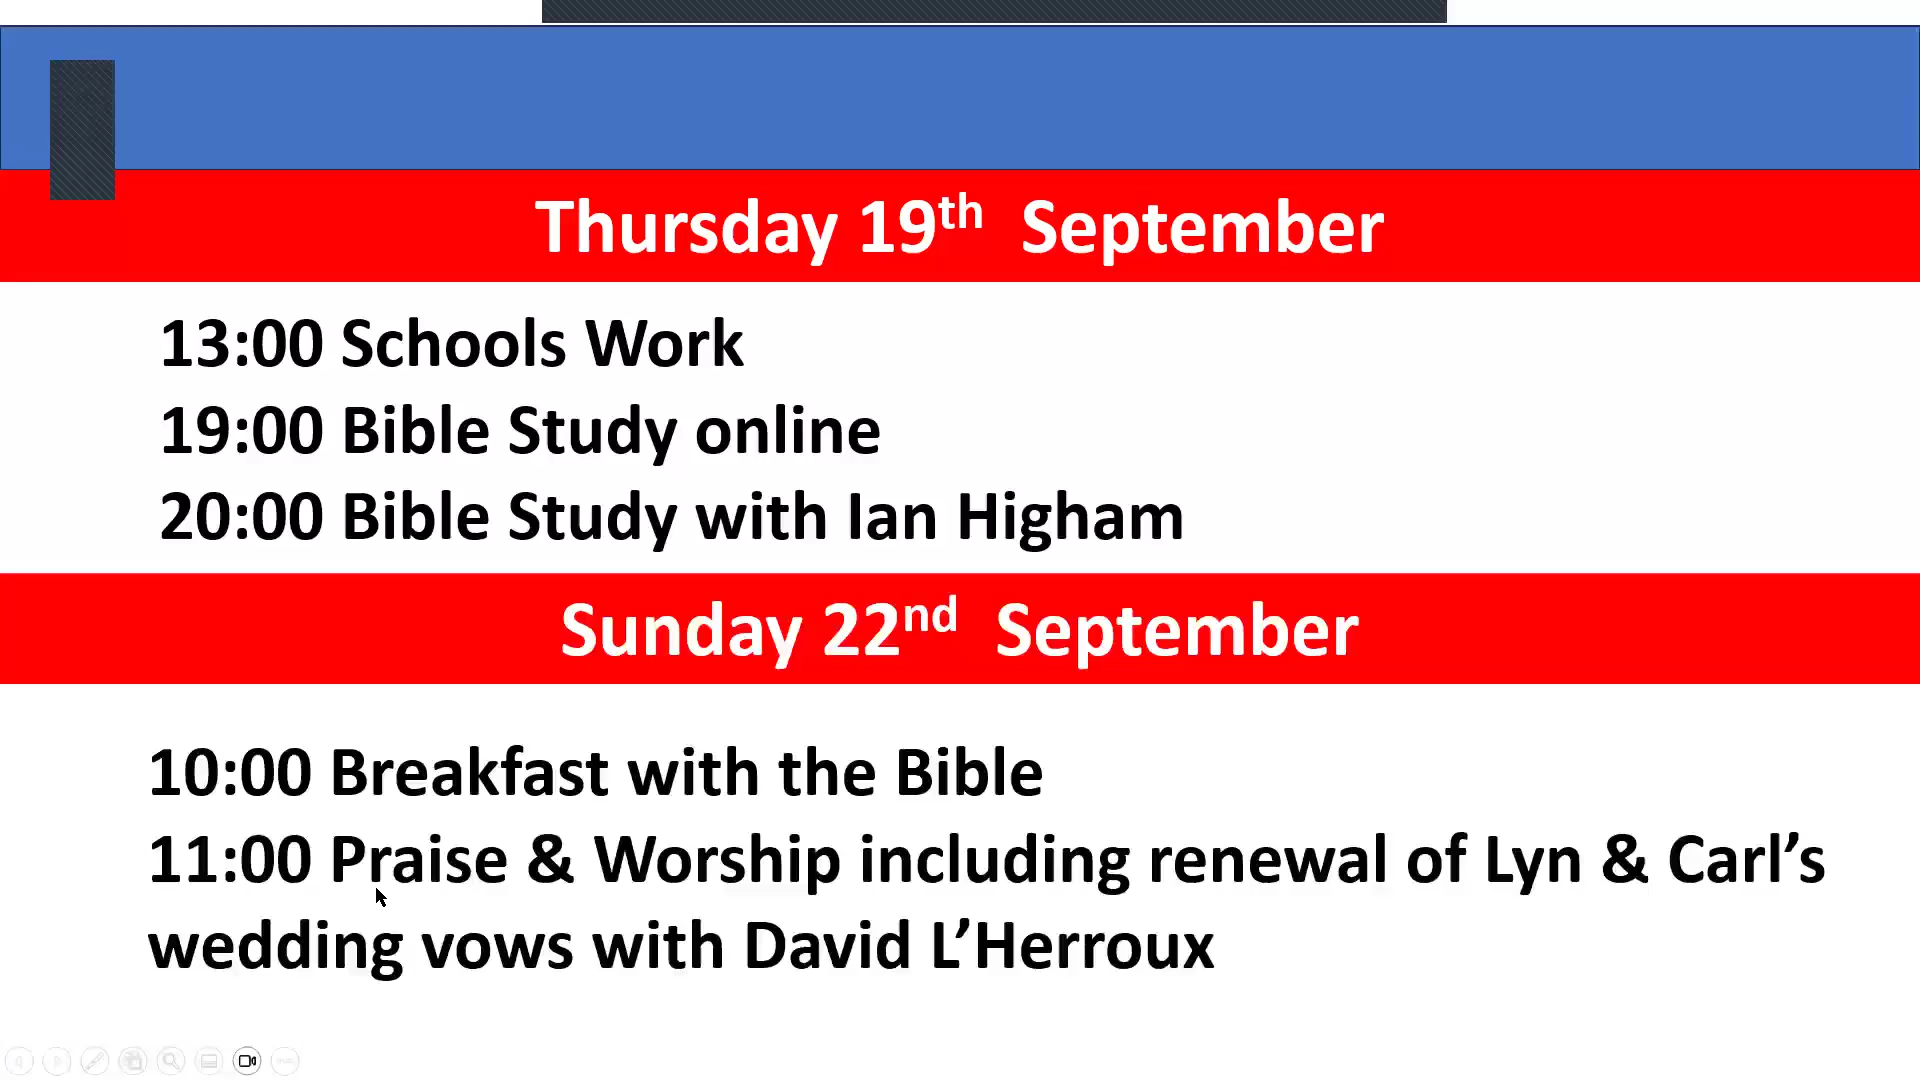 Thursday 19th September
13:00 Schools Work
19:00 Bible Study online
20:00 Bible Study with Ian Higham
Sunday 22nd September
10:00 Breakfast with the Bible
11:00 Praise & Worship including renewal of Lyn & Carl’s
wedding vows with David L’Herroux